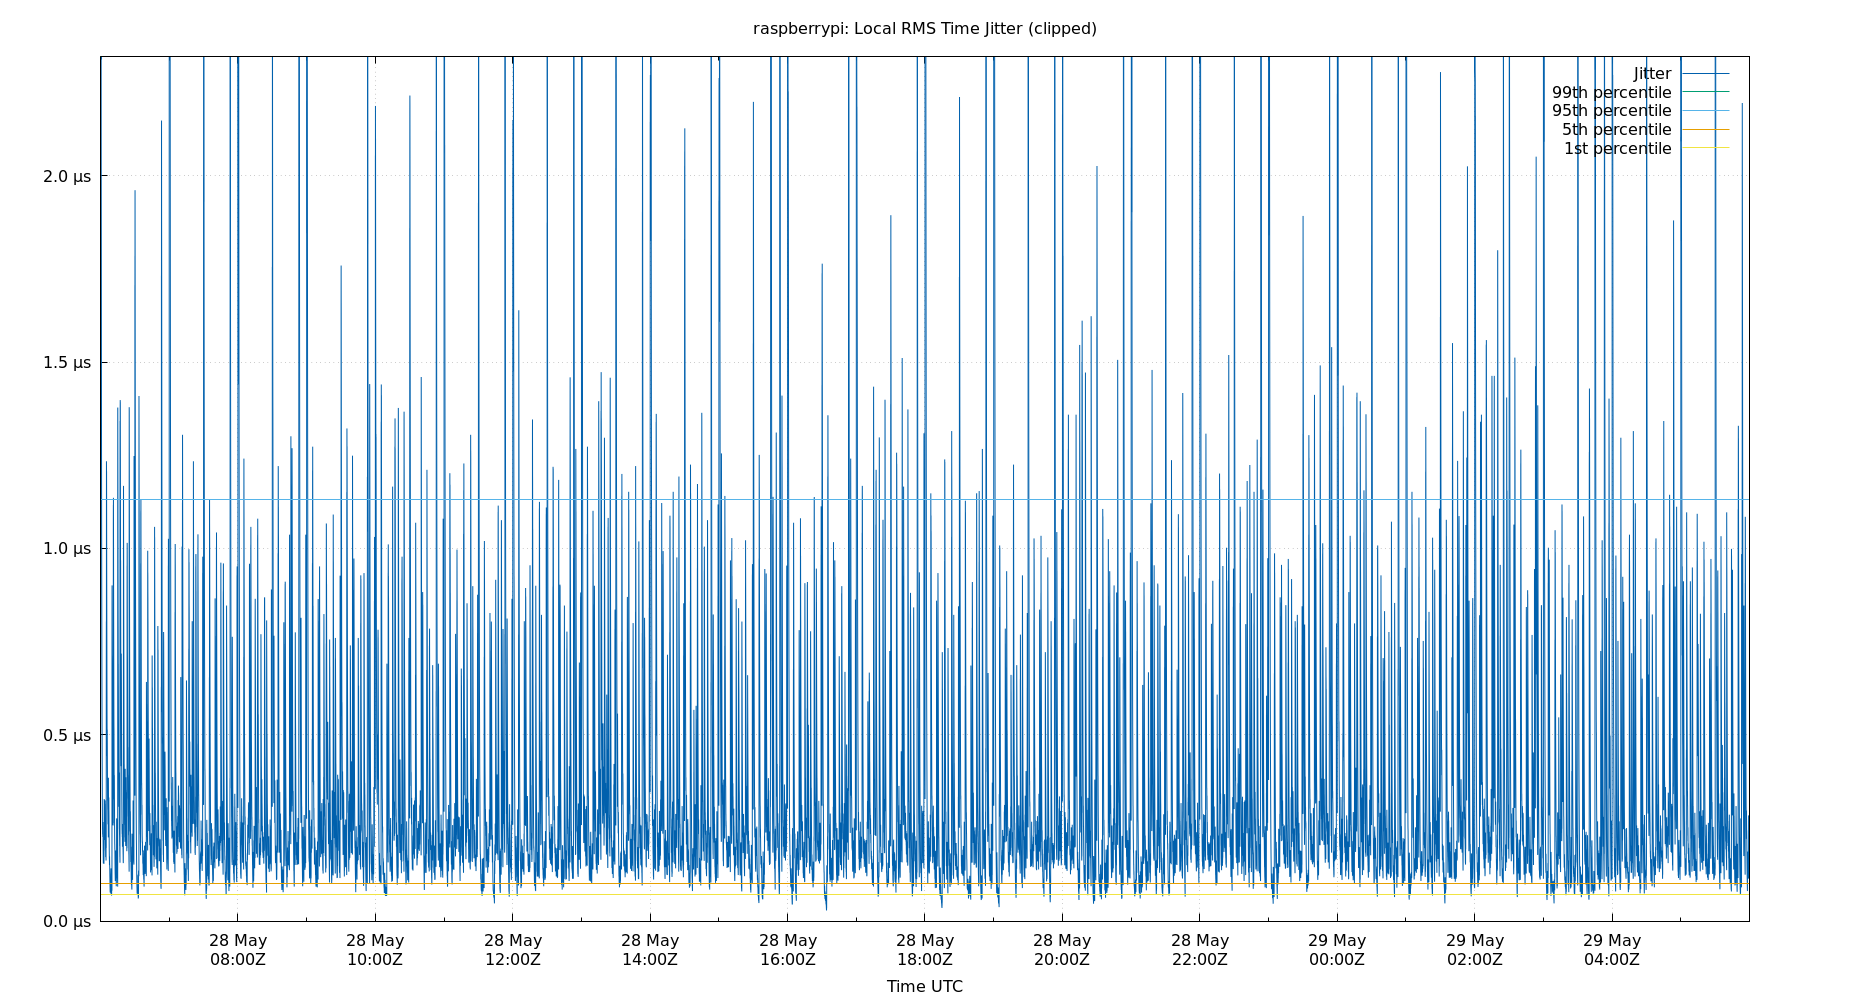 raspberrypi: Local RMS Time Jitter (clipped)
Jitter
99th percentile
95th percentile
5th percentile
1st percentile
2.0 μs
1.5 μs
1.0 μs
0.5 μs
0.0 μs
28 May 28 May 28 May 28 May 28 May 28 May 28 May 28 May 29 May 29 May 29 May
08:00Z 10:00Z 12:00Z 14:00Z 16:00Z 18:00Z 20:00Z 22:00Z 00:00Z 02:00Z 04:00Z
Time UTC